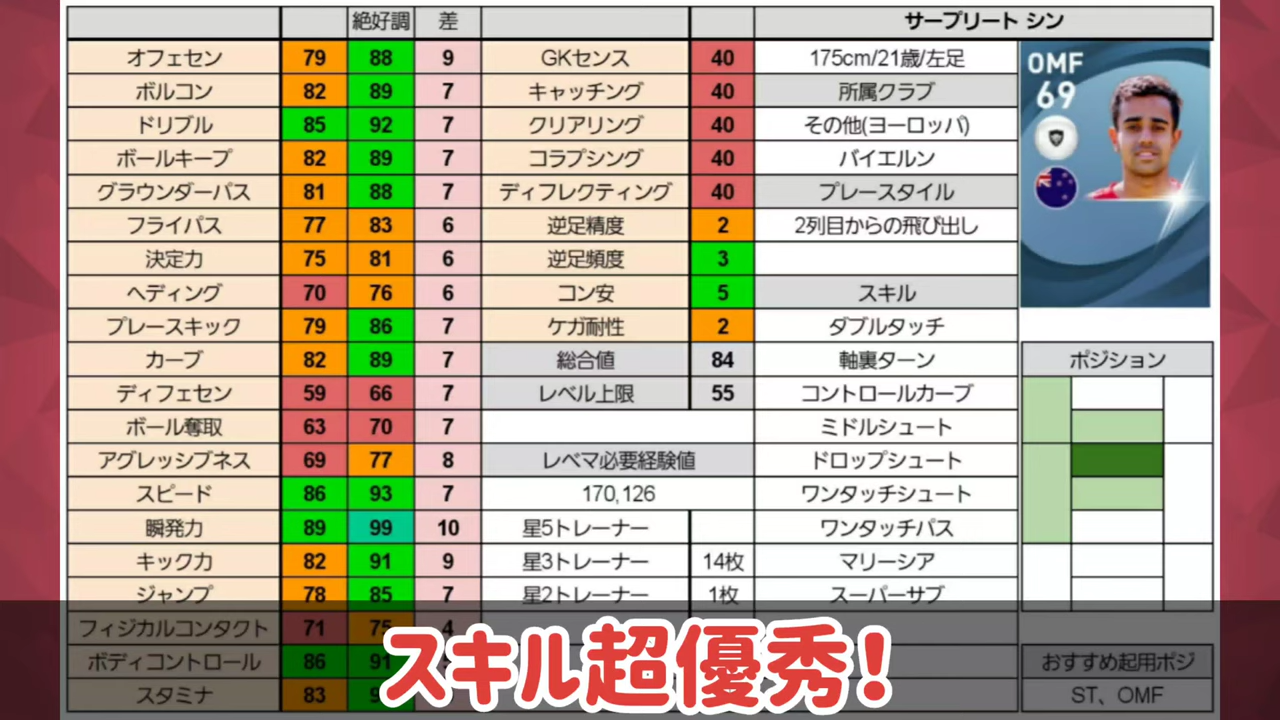 絶好調 差 サープリート シン
オフェセン 79 88 9 GKセンス 40 175cm/21歳/左足
ボルコン 82 89 7 キャッチング 40 所属クラブ
ドリブル 85 92 7 クリアリング 40 その他(ヨーロッパ)
ボールキープ 82 89 7 コラプシング 40 バイエルン
グラウンダーパス 81 88 7 ディフレクティング 40 プレースタイル
フライパス 77 83 6 逆足精度 2 2列目からの飛び出し
決定力 75 81 6 逆足頻度 3
ヘディング 70 76 6 コン安 5 スキル
プレースキック 79 86 7 ケガ耐性 2 ダブルタッチ
カーブ 82 89 7 総合値 84 軸裏ターン
ディフェセン 59 66 7 レベル上限 55 コントロールカーブ
ボール奪取 63 70 7 ミドルシュート
アグレッシブネス 69 77 8 レベマ必要経験値 ドロップシュート
スピード 86 93 7 170,126 ワンタッチシュート
瞬発力 89 99 10 星5トレーナー ワンタッチパス
キック力 82 91 9 星3トレーナー 14枚 マリーシア
ジャンプ 78 85 7 星2トレーナー 1枚 スーパーサブ
フィジカルコンタクト 71 75 4
ボディコントロール 86 91
スタミナ 83
OMF
69
ポジション
おすすめ起用ポジ
ST、OMF
スキル超優秀!